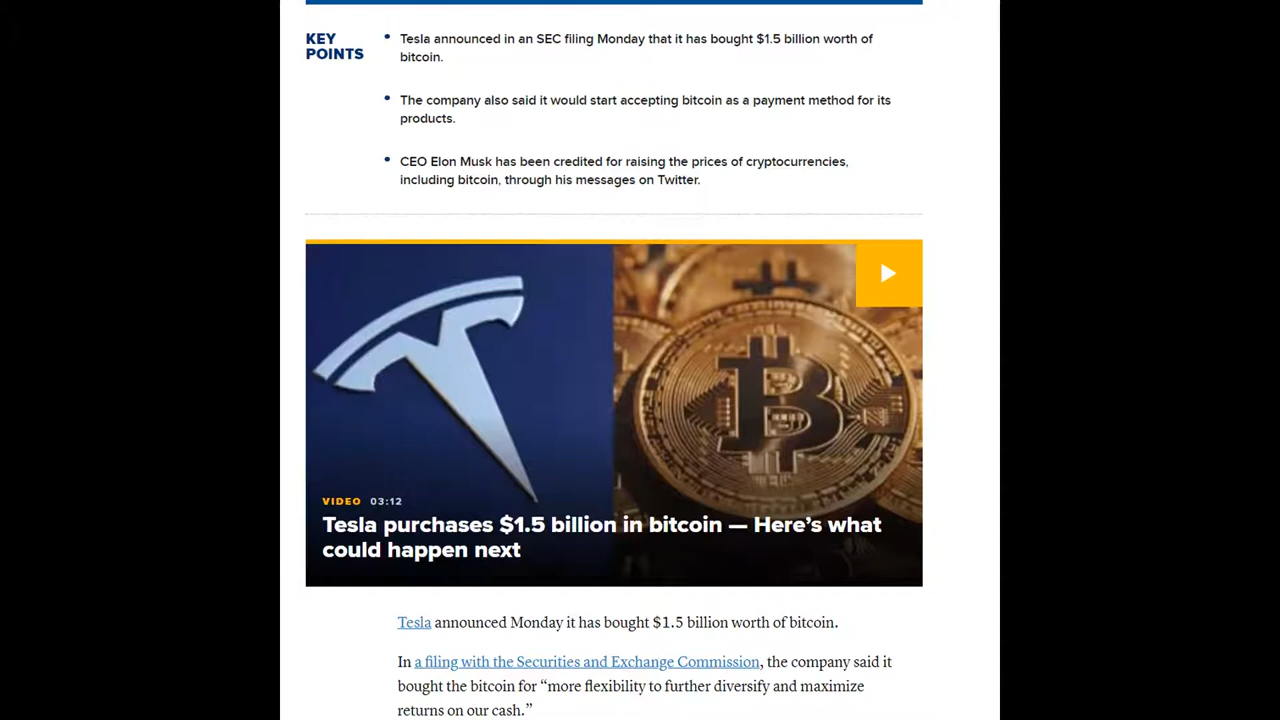 KEY
POINTS
• Tesla announced in an SEC filing Monday that it has bought $1.5 billion worth of
bitcoin.
• The company also said it would start accepting bitcoin as a payment method for its
products.
• CEO Elon Musk has been credited for raising the prices of cryptocurrencies,
including bitcoin, through his messages on Twitter.
VIDEO 03:12
Tesla purchases $1.5 billion in bitcoin — Here’s what
could happen next
Tesla announced Monday it has bought $1.5 billion worth of bitcoin.
In a filing with the Securities and Exchange Commission, the company said it
bought the bitcoin for “more flexibility to further diversify and maximize
returns on our cash.”